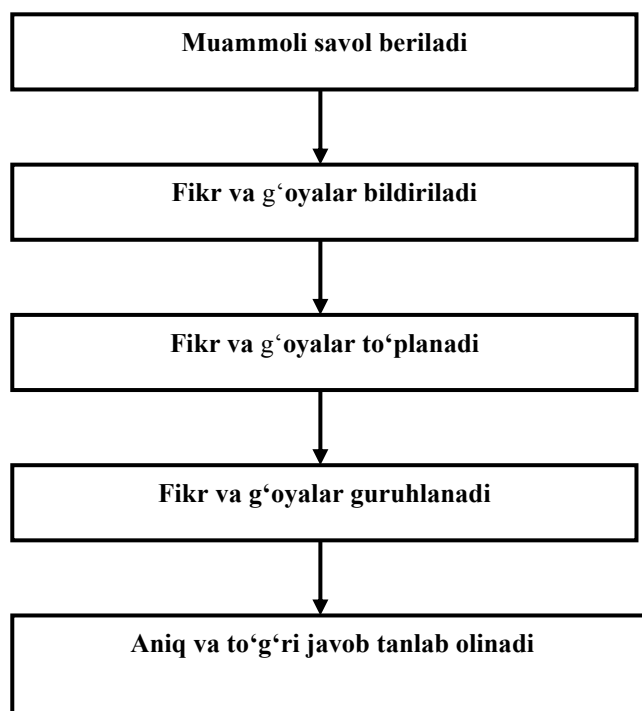 Muammoli savol beriladi
Fikr va g‘oyalar bildiriladi
Fikr va g‘oyalar to‘planadi
Fikr va g‘oyalar guruhlanadi
Aniq va to‘g‘ri javob tanlab olinadi